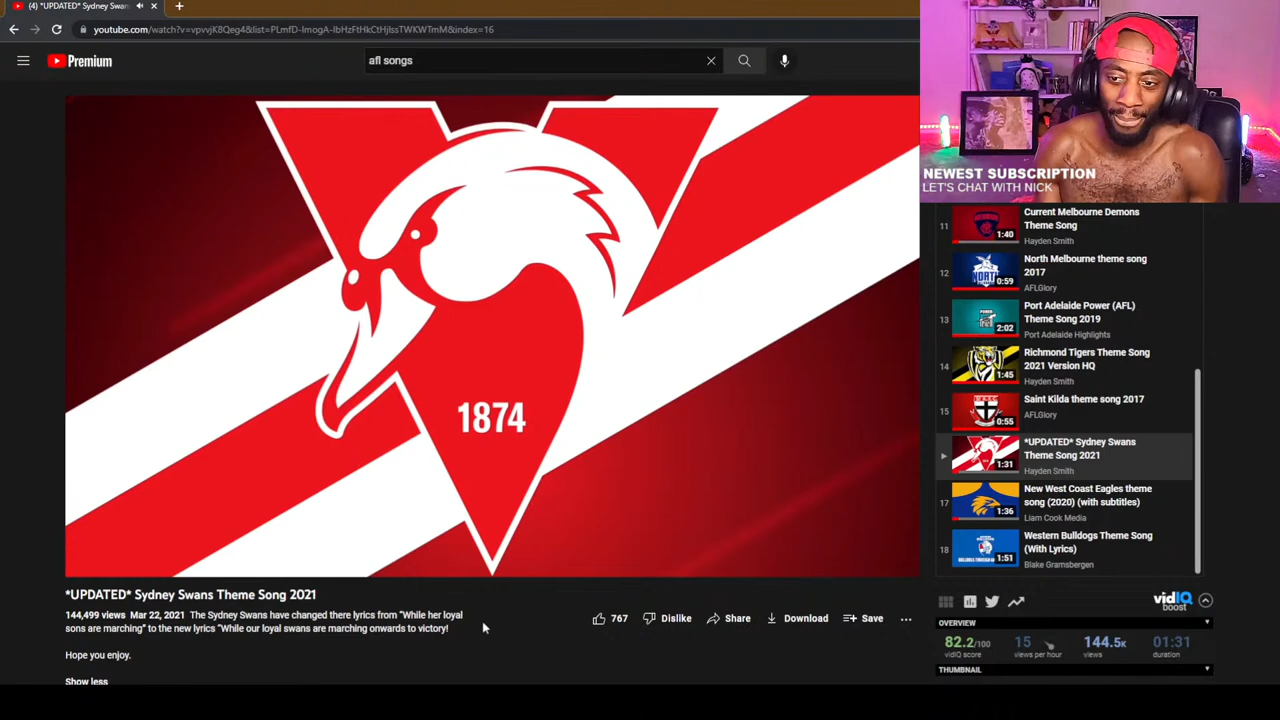 (4) *UPDATED* Sydney Swans
youtube.com/watch?v=vpvvjK8Qeg4&list=PLmfD-ImogA-IbHzFtHkCtHjlssTWKWTmM&index=16
Premium
afl songs
NEWEST SUBSCRIPTION
LET'S CHAT WITH NICK
1874
11
1:40
Current Melbourne Demons
Theme Song
Hayden Smith
12
NORTH
0:59
North Melbourne theme song
2017
AFLGlory
13
POWER
2:02
Port Adelaide Power (AFL)
Theme Song 2019
Port Adelaide Highlights
14
1:45
Richmond Tigers Theme Song
2021 Version HQ
Hayden Smith
15
0:55
Saint Kilda theme song 2017
AFLGlory
1:31
*UPDATED* Sydney Swans
Theme Song 2021
Hayden Smith
17
1:36
New West Coast Eagles theme
song (2020) (with subtitles)
Liam Cook Media
18
1:51
Western Bulldogs Theme Song
(With Lyrics)
Blake Gramsbergen
*UPDATED* Sydney Swans Theme Song 2021
144,499 views Mar 22, 2021 The Sydney Swans have changed there lyrics from “While her loyal
sons are marching” to the new lyrics “While our loyal swans are marching onwards to victory!
Hope you enjoy.
Show less
767
Dislike
Share
Download
Save
vidIQ
boost
OVERVIEW
82.2/100
vidIQ score
15
views per hour
144.5K
views
01:31
duration
THUMBNAIL